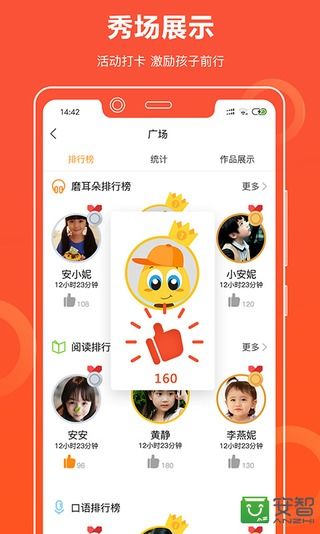 秀场展示
活动打卡 激励孩子前行
14:42
广场
排行榜
统计
作品展示
磨耳朵排行榜
更多
安小妮
小安妮
12小时23分钟
12小时23分钟
108
120
160
阅读排行
更多
安安
黄静
李燕妮
12小时23分钟
12小时23分钟
12小时23分钟
96
180
130
口语排行榜
安智
ANZHI
AZ